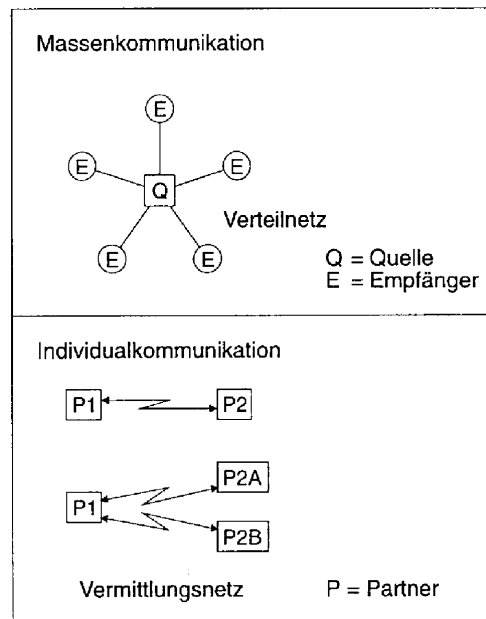 Massenkommunikation
E
E
E
Q
Verteilnetz
E
E
Q = Quelle
E = Empfänger
Individualkommunikation
P1
P2
P2A
P1
P2B
Vermittlungsnetz
P = Partner